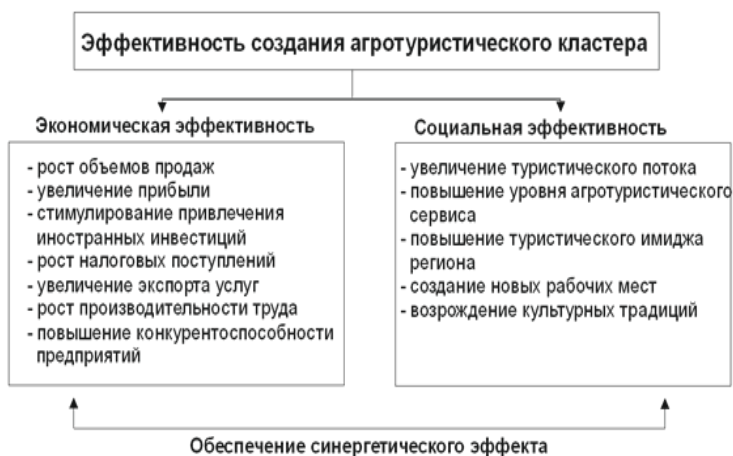 Эффективность создания агротуристического кластера
Экономическая эффективность
- рост объемов продаж
- увеличение прибыли
- стимулирование привлечения
иностранных инвестиций
- рост налоговых поступлений
- увеличение экспорта услуг
- рост производительности труда
- повышение конкурентоспособности
предприятий
Социальная эффективность
- увеличение туристического потока
- повышение уровня агротуристического
сервиса
- повышение туристического имиджа
региона
- создание новых рабочих мест
- возрождение культурных традиций
Обеспечение синергетического эффекта